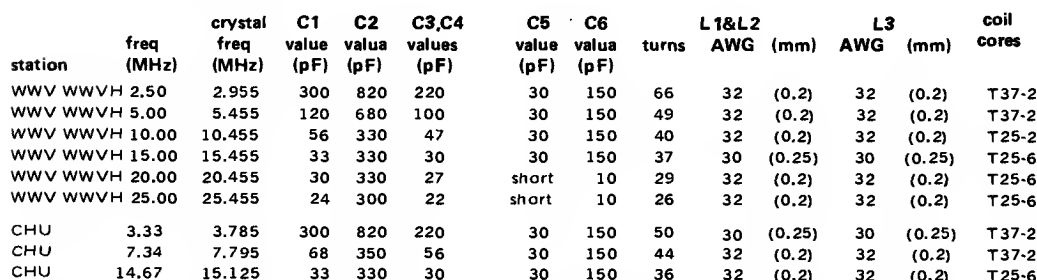 crystal C1 C2 C3,C4 C5 C6 L1&L2 L3 coil
freq freq value valua values value valua turns AWG (mm) AWG (mm) cores
station (MHz) (MHz) (pF) (pF) (pF) (pF) (pF)
WWV WWVH 2.50 2.955 300 820 220 30 150 66 32 (0.2) 32 (0.2) T37-2
WWV WWVH 5.00 5.455 120 680 100 30 150 49 32 (0.2) 32 (0.2) T37-2
WWV WWVH 10.00 10.455 56 330 47 30 150 40 32 (0.2) 32 (0.2) T25-2
WWV WWVH 15.00 15.455 33 330 30 30 150 37 30 (0.25) 30 (0.25) T25-6
WWV WWVH 20.00 20.455 30 330 27 short 10 29 32 (0.2) 32 (0.2) T25-6
WWV WWVH 25.00 25.455 24 300 22 short 10 26 32 (0.2) 32 (0.2) T25-6
CHU 3.33 3.785 300 820 220 30 150 50 30 (0.25) 30 (0.25) T37-2
CHU 7.34 7.795 68 350 56 30 150 44 32 (0.2) 32 (0.2) T37-2
CHU 14.67 15.125 33 330 30 30 150 36 32 (0.2) 32 (0.2) T25-6